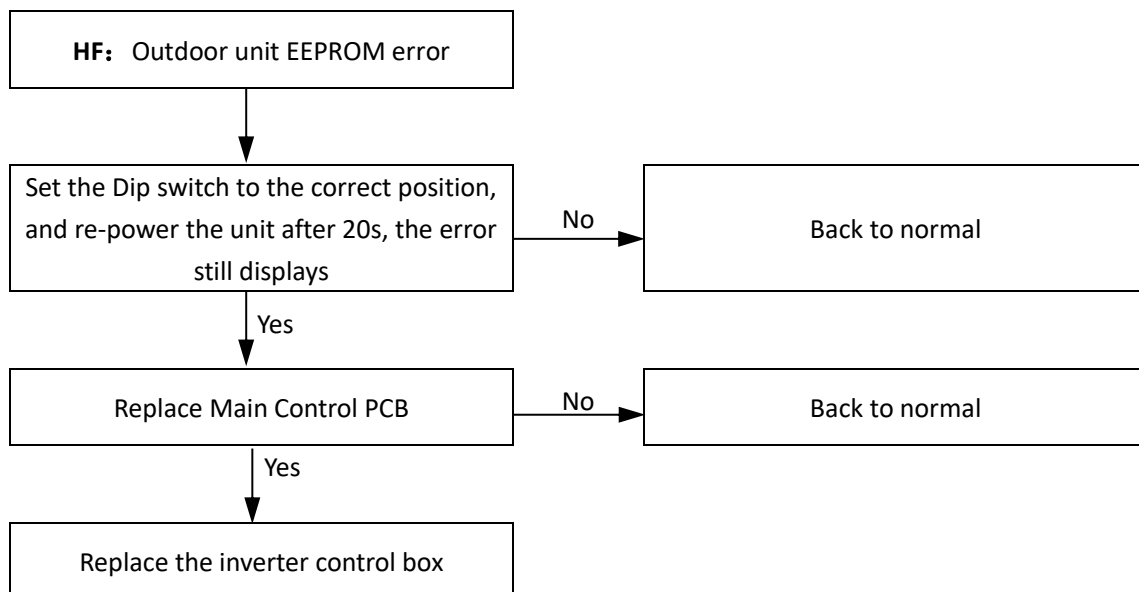 HF： Outdoor unit EEPROM error
Set the Dip switch to the correct position,
and re-power the unit after 20s, the error
still displays
No
Back to normal
Yes
Replace Main Control PCB
No
Back to normal
Yes
Replace the inverter control box